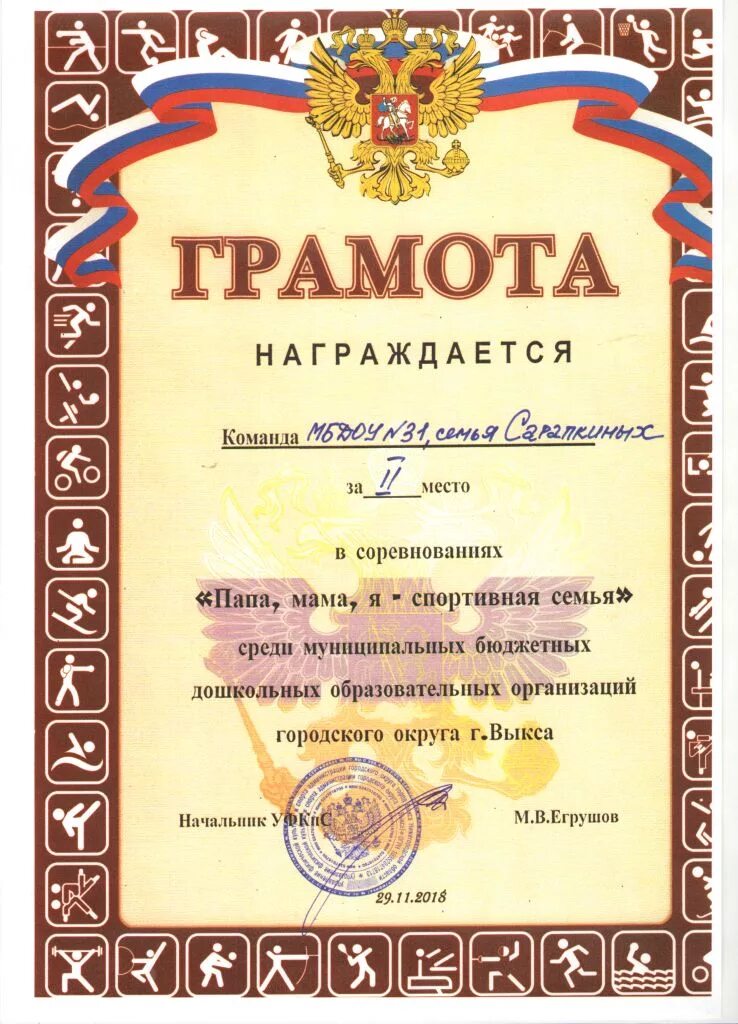 ГРАМОТА
НАГРАЖДАЕТСЯ
Команда МБДОУ №31, семья Сарапкиных
за II место
в соревнованиях
«Папа, мама, я - спортивная семья»
среди муниципальных бюджетных
дошкольных образовательных организаций
городского округа г.Выкса
Начальник УФКиС М.В.Егрушов
29.11.2018